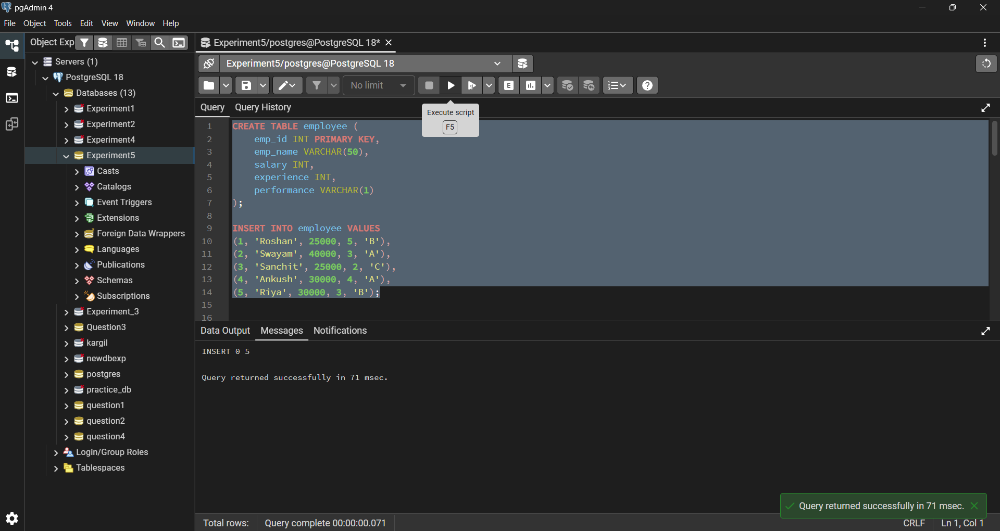 pgAdmin 4
File Object Tools Edit View Window Help
Object Exp
Experiment5/postgres@PostgreSQL 18*
Servers (1)
PostgreSQL 18
Databases (13)
Experiment1
Experiment2
Experiment4
Experiment5
Casts
Catalogs
Event Triggers
Extensions
Foreign Data Wrappers
Languages
Publications
Schemas
Subscriptions
Experiment_3
Question3
kargil
newdbexp
postgres
practice_db
question1
question2
question4
Login/Group Roles
Tablespaces
Experiment5/postgres@PostgreSQL 18
No limit
E
Query Query History
Execute script
F5
1 CREATE TABLE employee (
2 emp_id INT PRIMARY KEY,
3 emp_name VARCHAR(50),
4 salary INT,
5 experience INT,
6 performance VARCHAR(1)
7 );
8
9 INSERT INTO employee VALUES
10 (1, 'Roshan', 25000, 5, 'B'),
11 (2, 'Swayam', 40000, 3, 'A'),
12 (3, 'Sanchit', 25000, 2, 'C'),
13 (4, 'Ankush', 30000, 4, 'A'),
14 (5, 'Riya', 30000, 3, 'B');
15
16
Data Output Messages Notifications
INSERT 0 5
Query returned successfully in 71 msec.
Query returned successfully in 71 msec.
Total rows: Query complete 00:00:00.071 CRLF Ln 1, Col 1